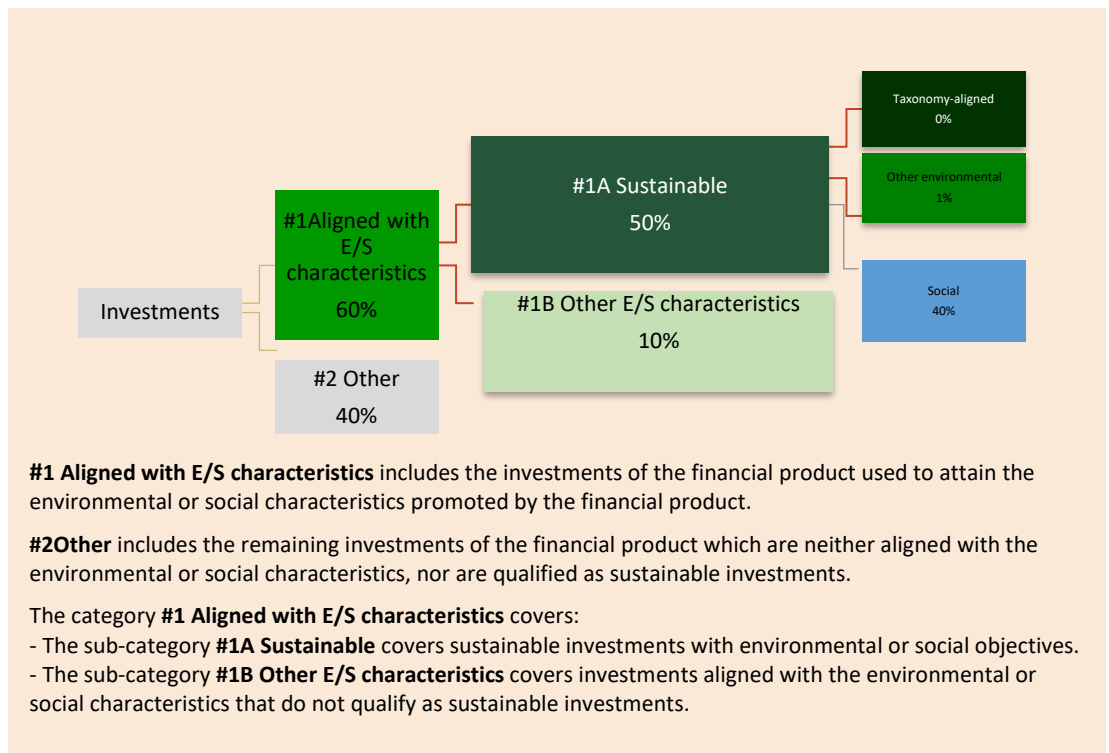 Investments
#1Aligned with
E/S
characteristics
60%
#2 Other
40%
#1A Sustainable
50%
#1B Other E/S characteristics
10%
Taxonomy-aligned
0%
Other environmental
1%
Social
40%
#1 Aligned with E/S characteristics includes the investments of the financial product used to attain the
environmental or social characteristics promoted by the financial product.
#2Other includes the remaining investments of the financial product which are neither aligned with the
environmental or social characteristics, nor are qualified as sustainable investments.
The category #1 Aligned with E/S characteristics covers:
- The sub-category #1A Sustainable covers sustainable investments with environmental or social objectives.
- The sub-category #1B Other E/S characteristics covers investments aligned with the environmental or
social characteristics that do not qualify as sustainable investments.